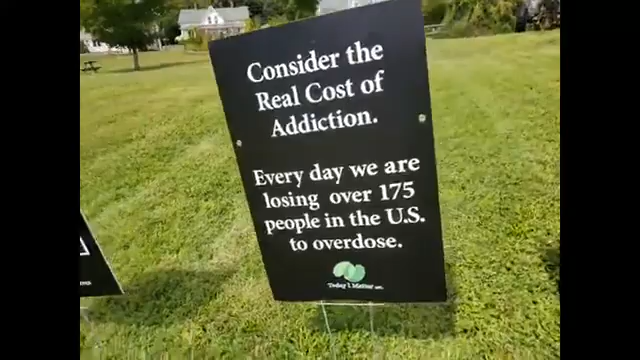 Consider the
Real Cost of
Addiction.
Every day we are
losing over 175
people in the U.S.
to overdose.
Today I Matter